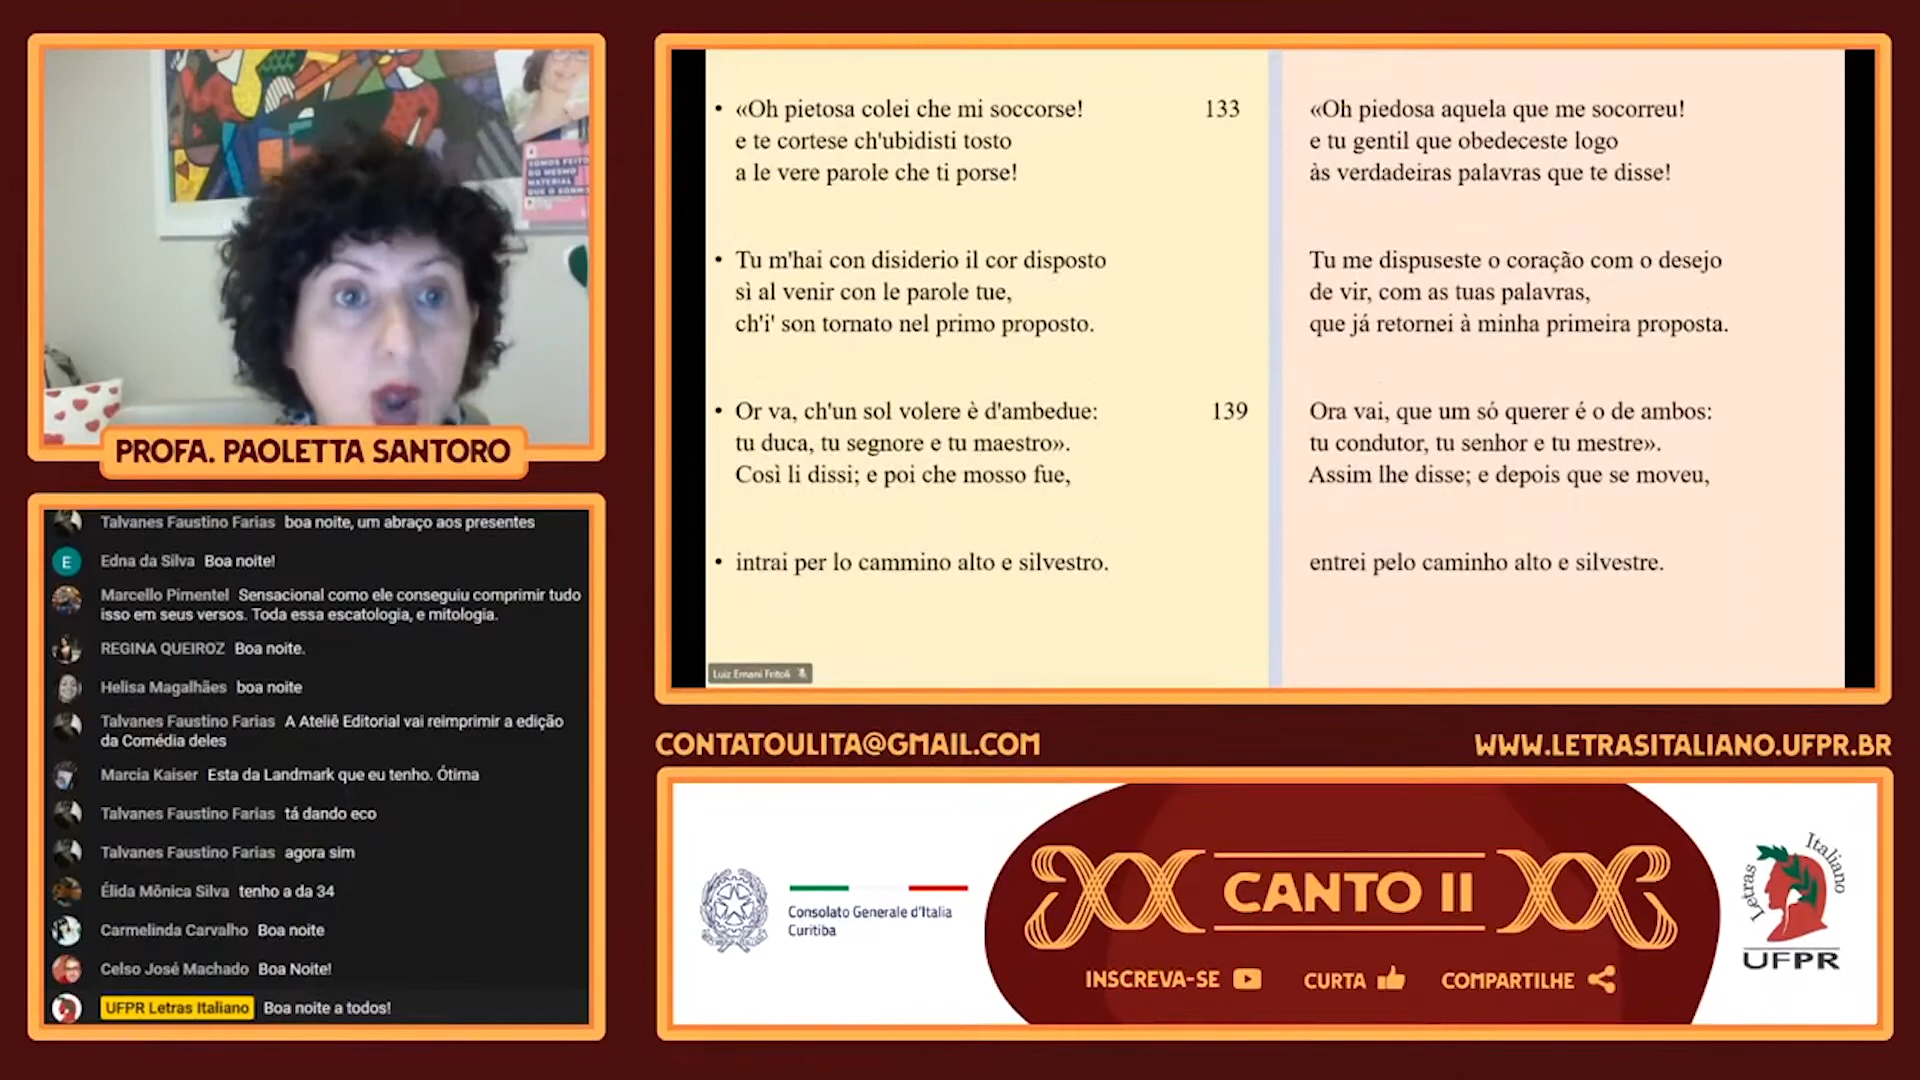 SOMOS FEITO
DO MESMO
MATERIAL
QUE O SONHO
PROFA. PAOLETTA SANTORO
Talvanes Faustino Farias boa noite, um abraço aos presentes
E
Edna da Silva Boa noite!
Marcello Pimentel Sensacional como ele conseguiu comprimir tudo
isso em seus versos. Toda essa escatologia, e mitologia.
REGINA QUEIROZ Boa noite.
Helisa Magalhães boa noite
Talvanes Faustino Farias A Ateliê Editorial vai reimprimir a edição
da Comédia deles
Marcia Kaiser Esta da Landmark que eu tenho. Ótima
Talvanes Faustino Farias tá dando eco
Talvanes Faustino Farias agora sim
Élida Mônica Silva tenho a da 34
Carmelinda Carvalho Boa noite
Celso José Machado Boa Noite!
UFPR Letras Italiano Boa noite a todos!
• «Oh pietosa colei che mi soccorse! 133
e te cortese ch'ubidisti tosto
a le vere parole che ti porse!
• Tu m'hai con disiderio il cor disposto
sì al venir con le parole tue,
ch'i' son tornato nel primo proposto.
• Or va, ch'un sol volere è d'ambedue: 139
tu duca, tu segnore e tu maestro».
Così li dissi; e poi che mosso fue,
• intrai per lo cammino alto e silvestro.
Luiz Ernani Fritoli
«Oh piedosa aquela que me socorreu!
e tu gentil que obedeceste logo
às verdadeiras palavras que te disse!
Tu me dispuseste o coração com o desejo
de vir, com as tuas palavras,
que já retornei à minha primeira proposta.
Ora vai, que um só querer é o de ambos:
tu condutor, tu senhor e tu mestre».
Assim lhe disse; e depois que se moveu,
entrei pelo caminho alto e silvestre.
CONTATOULITA@GMAIL.COM
WWW.LETRASITALIANO.UFPR.BR
Consolato Generale d'Italia
Curitiba
CANTO II
INSCREVA-SE
CURTA
COMPARTILHE
Letras Italiano
UFPR